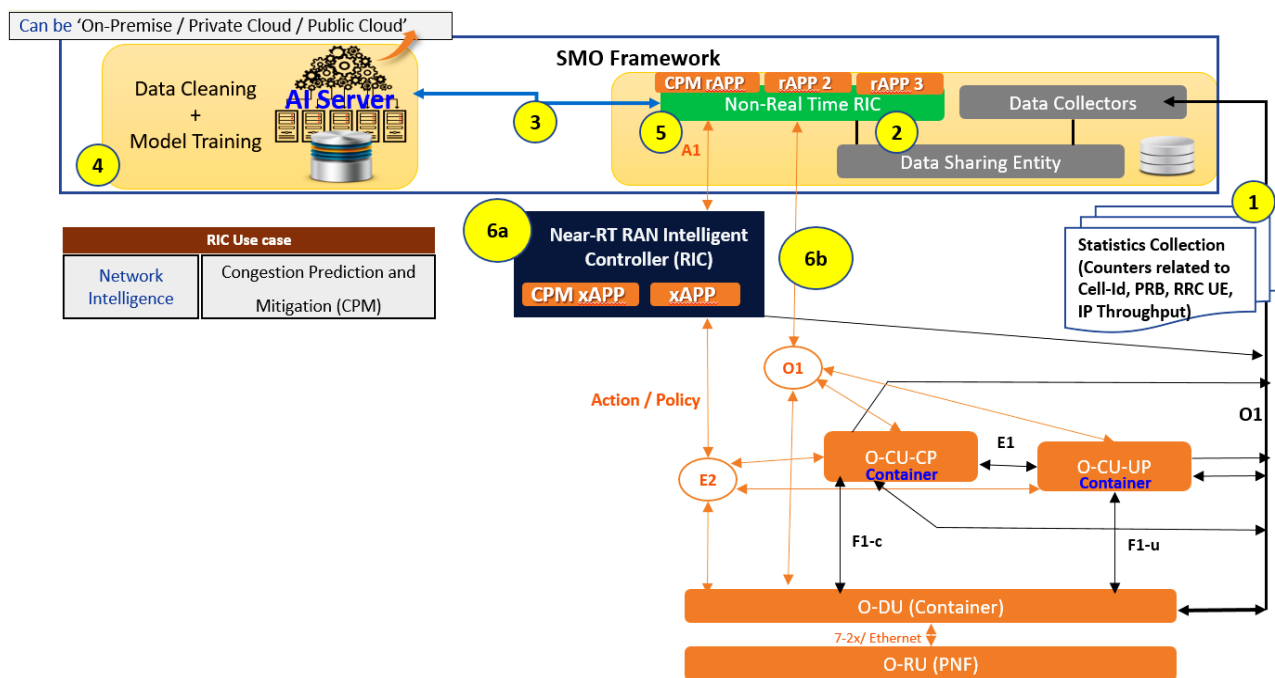 Can be ‘On-Premise / Private Cloud / Public Cloud’
SMO Framework
Data Cleaning
+
Model Training
AI Server
4
3
CPM rAPP
rAPP 2
rAPP 3
Non-Real Time RIC
5
2
Data Collectors
Data Sharing Entity
A1
1
Statistics Collection
(Counters related to
Cell-Id, PRB, RRC UE,
IP Throughput)
RIC Use case
Network
Intelligence
Congestion Prediction and
Mitigation (CPM)
6a
Near-RT RAN Intelligent
Controller (RIC)
CPM xAPP
xAPP
6b
O1
Action / Policy
O1
E2
O-CU-CP
Container
E1
O-CU-UP
Container
F1-c
F1-u
O-DU (Container)
7-2x/ Ethernet
O-RU (PNF)